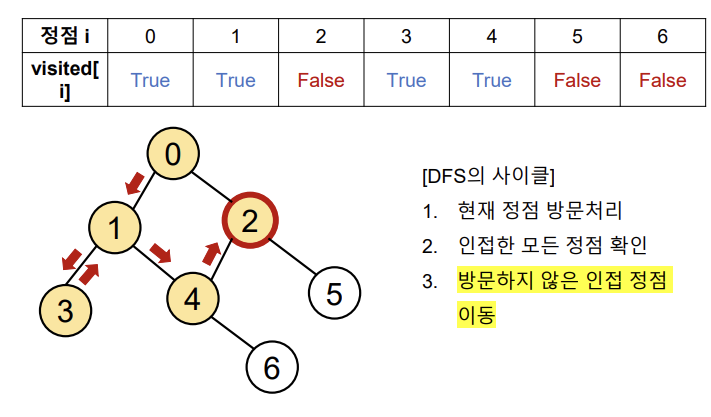 정점 i 0 1 2 3 4 5 6
visited[
i] True True False True True False False
0
1
2
3
4
5
6
[DFS의 사이클]
1. 현재 정점 방문처리
2. 인접한 모든 정점 확인
3. 방문하지 않은 인접 정점
이동